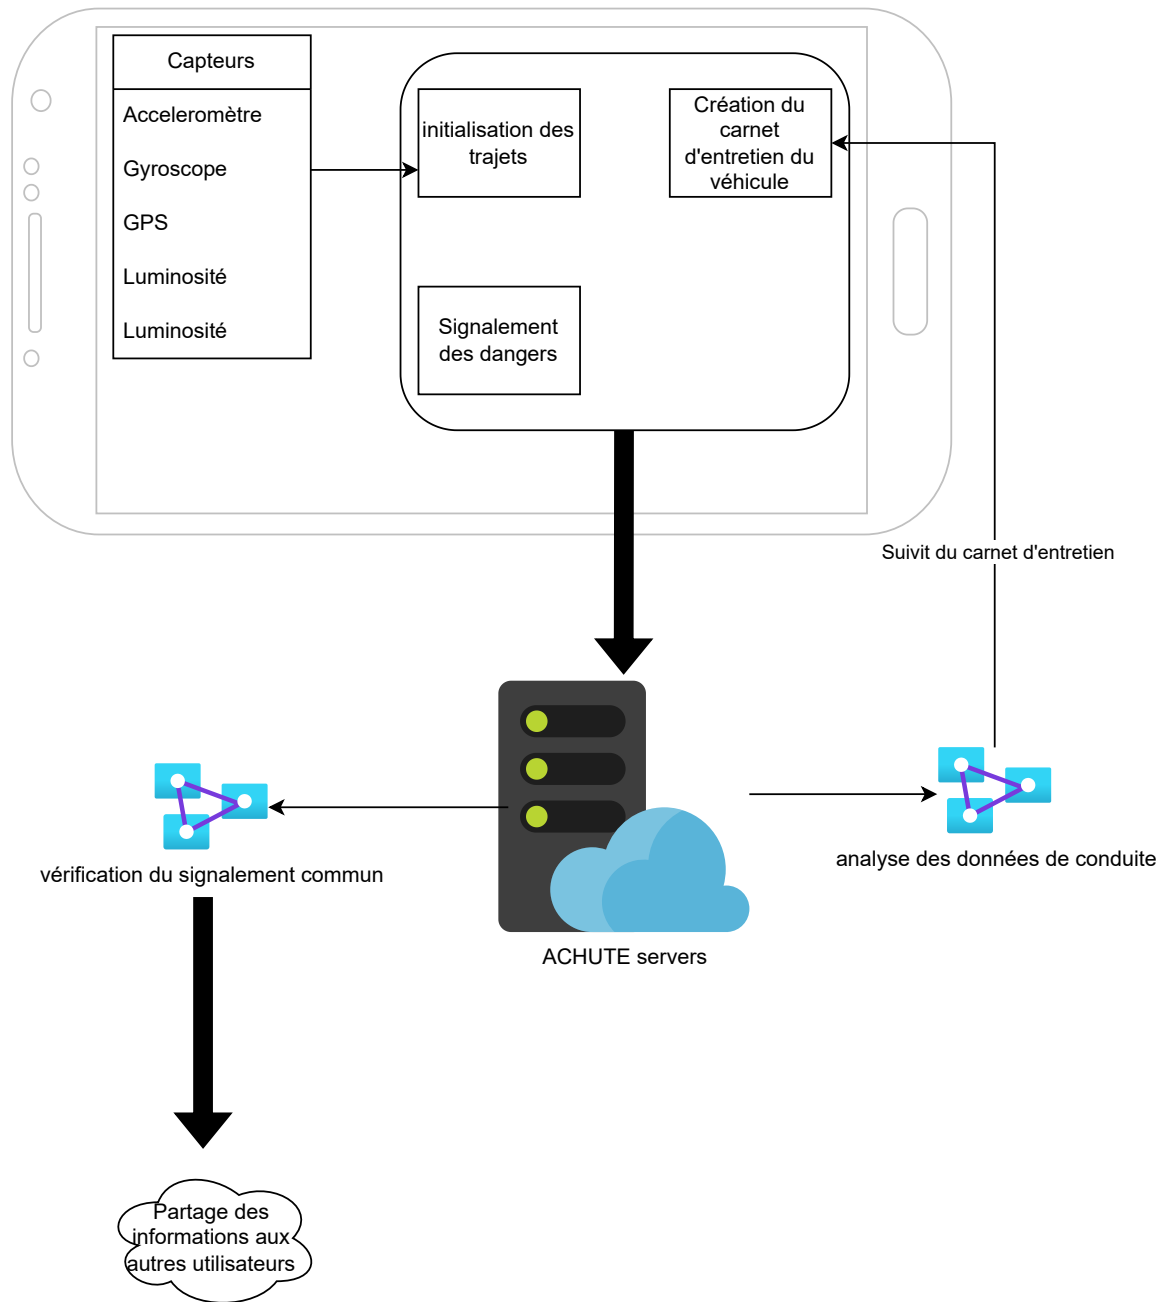 Capteurs
Acceleromètre
Gyroscope
GPS
Luminosité
Luminosité
initialisation des
trajets
Création du
carnet
d'entretien du
véhicule
Signalement
des dangers
Suivit du carnet d'entretien
vérification du signalement commun
analyse des données de conduite
ACHUTE servers
Partage des
informations aux
autres utilisateurs